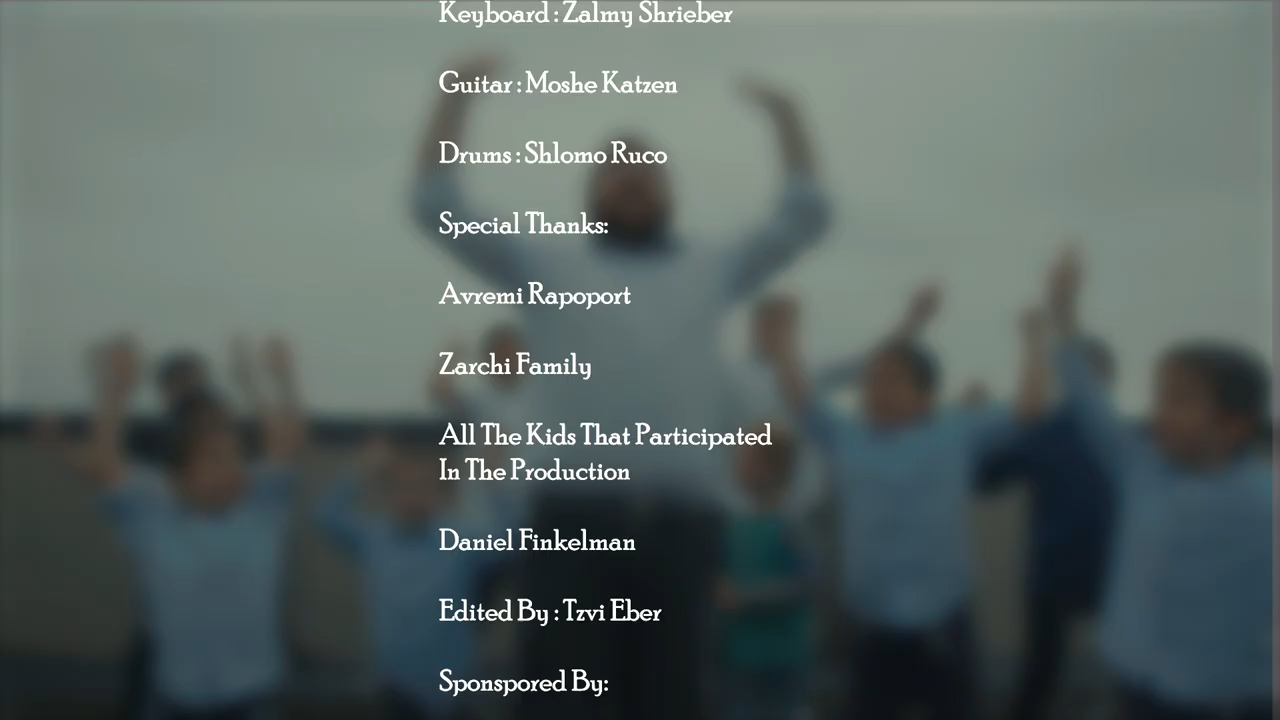 Keyboard : Zalmy Shrieber
Guitar : Moshe Katzen
Drums : Shlomo Ruco
Special Thanks:
Avremi Rapoport
Zarchi Family
All The Kids That Participated
In The Production
Daniel Finkelman
Edited By : Tzvi Eber
Sponspored By: